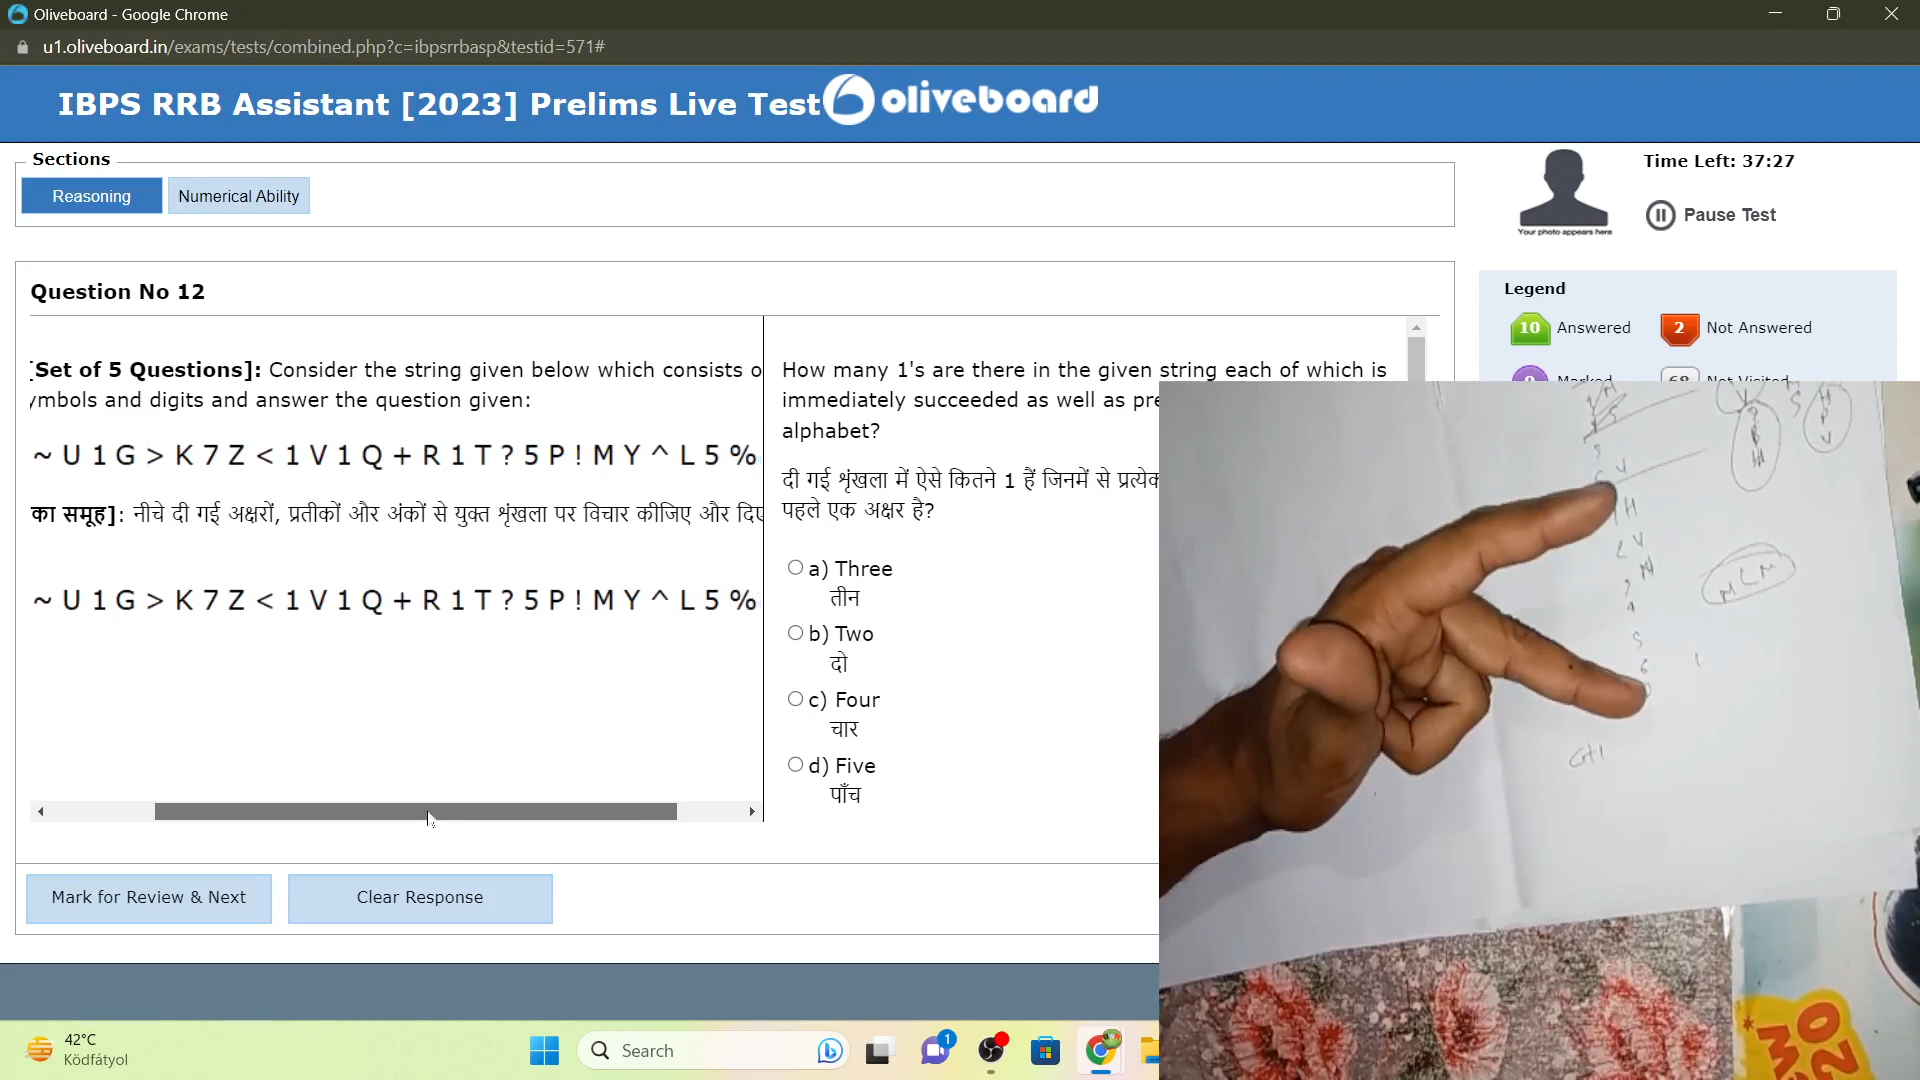 Oliveboard - Google Chrome
u1.oliveboard.in/exams/tests/combined.php?c=ibpsrrbasp&testid=571#
IBPS RRB Assistant [2023] Prelims Live Test oliveboard
Sections
Reasoning Numerical Ability
Time Left: 37:27
Pause Test
Your photo appears here
Question No 12
Legend
10 Answered 2 Not Answered
Marked Not Visited
[Set of 5 Questions]: Consider the string given below which consists o
ymbols and digits and answer the question given:
~ U 1 G > K 7 Z < 1 V 1 Q + R 1 T ? 5 P ! M Y ^ L 5 %
का समूह]: नीचे दी गई अक्षरों, प्रतीकों और अंकों से युक्त श्रृंखला पर विचार कीजिए और दिए
~ U 1 G > K 7 Z < 1 V 1 Q + R 1 T ? 5 P ! M Y ^ L 5 %
How many 1's are there in the given string each of which is
immediately succeeded as well as pre
alphabet?
दी गई श्रृंखला में ऐसे कितने 1 हैं जिनमें से प्रत्येक
पहले एक अक्षर है?
a) Three
तीन
b) Two
दो
c) Four
चार
d) Five
पाँच
Mark for Review & Next Clear Response
42°C
Ködfátyol
Search
1